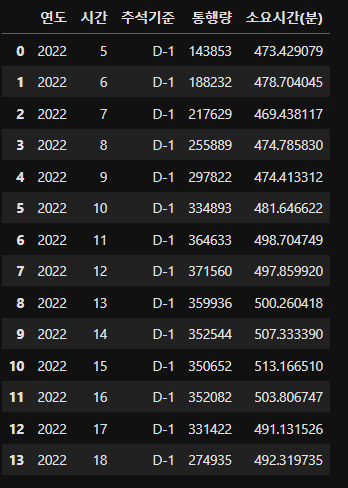 연도 시간 추석기준 통행량 소요시간(분)
0 2022 5 D-1 143853 473.429079
1 2022 6 D-1 188232 478.704045
2 2022 7 D-1 217629 469.438117
3 2022 8 D-1 255889 474.785830
4 2022 9 D-1 297822 474.413312
5 2022 10 D-1 334893 481.646622
6 2022 11 D-1 364633 498.704749
7 2022 12 D-1 371560 497.859920
8 2022 13 D-1 359936 500.260418
9 2022 14 D-1 352544 507.333390
10 2022 15 D-1 350652 513.166510
11 2022 16 D-1 352082 503.806747
12 2022 17 D-1 331422 491.131526
13 2022 18 D-1 274935 492.319735